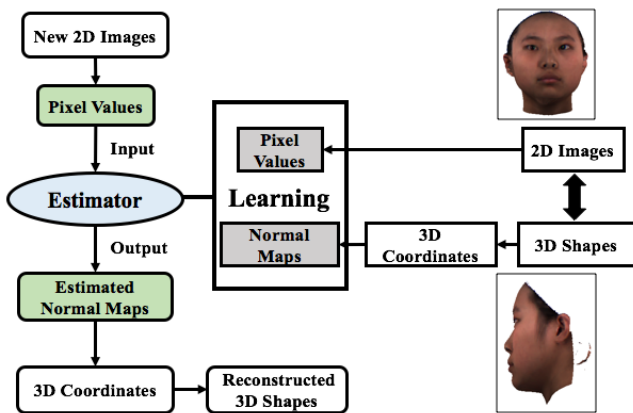 New 2D Images
Pixel Values
Input
Estimator
Output
Estimated
Normal Maps
3D Coordinates
Reconstructed
3D Shapes
Pixel
Values
Learning
Normal
Maps
3D
Coordinates
2D Images
3D Shapes